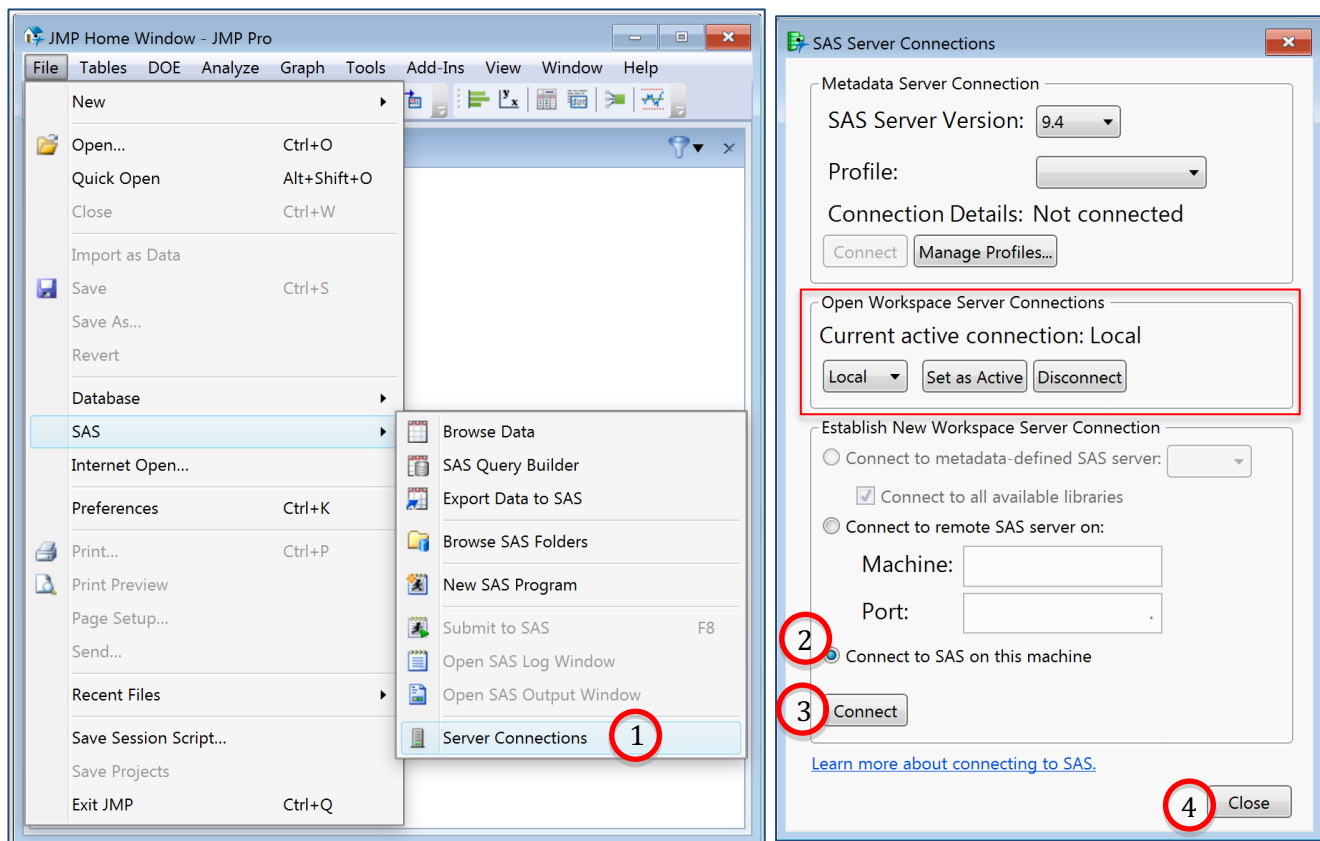 JMP Home Window - JMP Pro
File Tables DOE Analyze Graph Tools Add-Ins View Window Help
New
Open... Ctrl+O
Quick Open Alt+Shift+O
Close Ctrl+W
Import as Data
Save Ctrl+S
Save As...
Revert
Database
SAS
Internet Open...
Preferences Ctrl+K
Print... Ctrl+P
Print Preview
Page Setup...
Send...
Recent Files
Save Session Script...
Save Projects
Exit JMP Ctrl+Q
Browse Data
SAS Query Builder
Export Data to SAS
Browse SAS Folders
New SAS Program
Submit to SAS F8
Open SAS Log Window
Open SAS Output Window
Server Connections 1
SAS Server Connections
Metadata Server Connection
SAS Server Version: 9.4
Profile:
Connection Details: Not connected
Connect Manage Profiles...
Open Workspace Server Connections
Current active connection: Local
Local Set as Active Disconnect
Establish New Workspace Server Connection
Connect to metadata-defined SAS server:
Connect to all available libraries
Connect to remote SAS server on:
Machine:
Port: .
2 Connect to SAS on this machine
3 Connect
Learn more about connecting to SAS.
4 Close